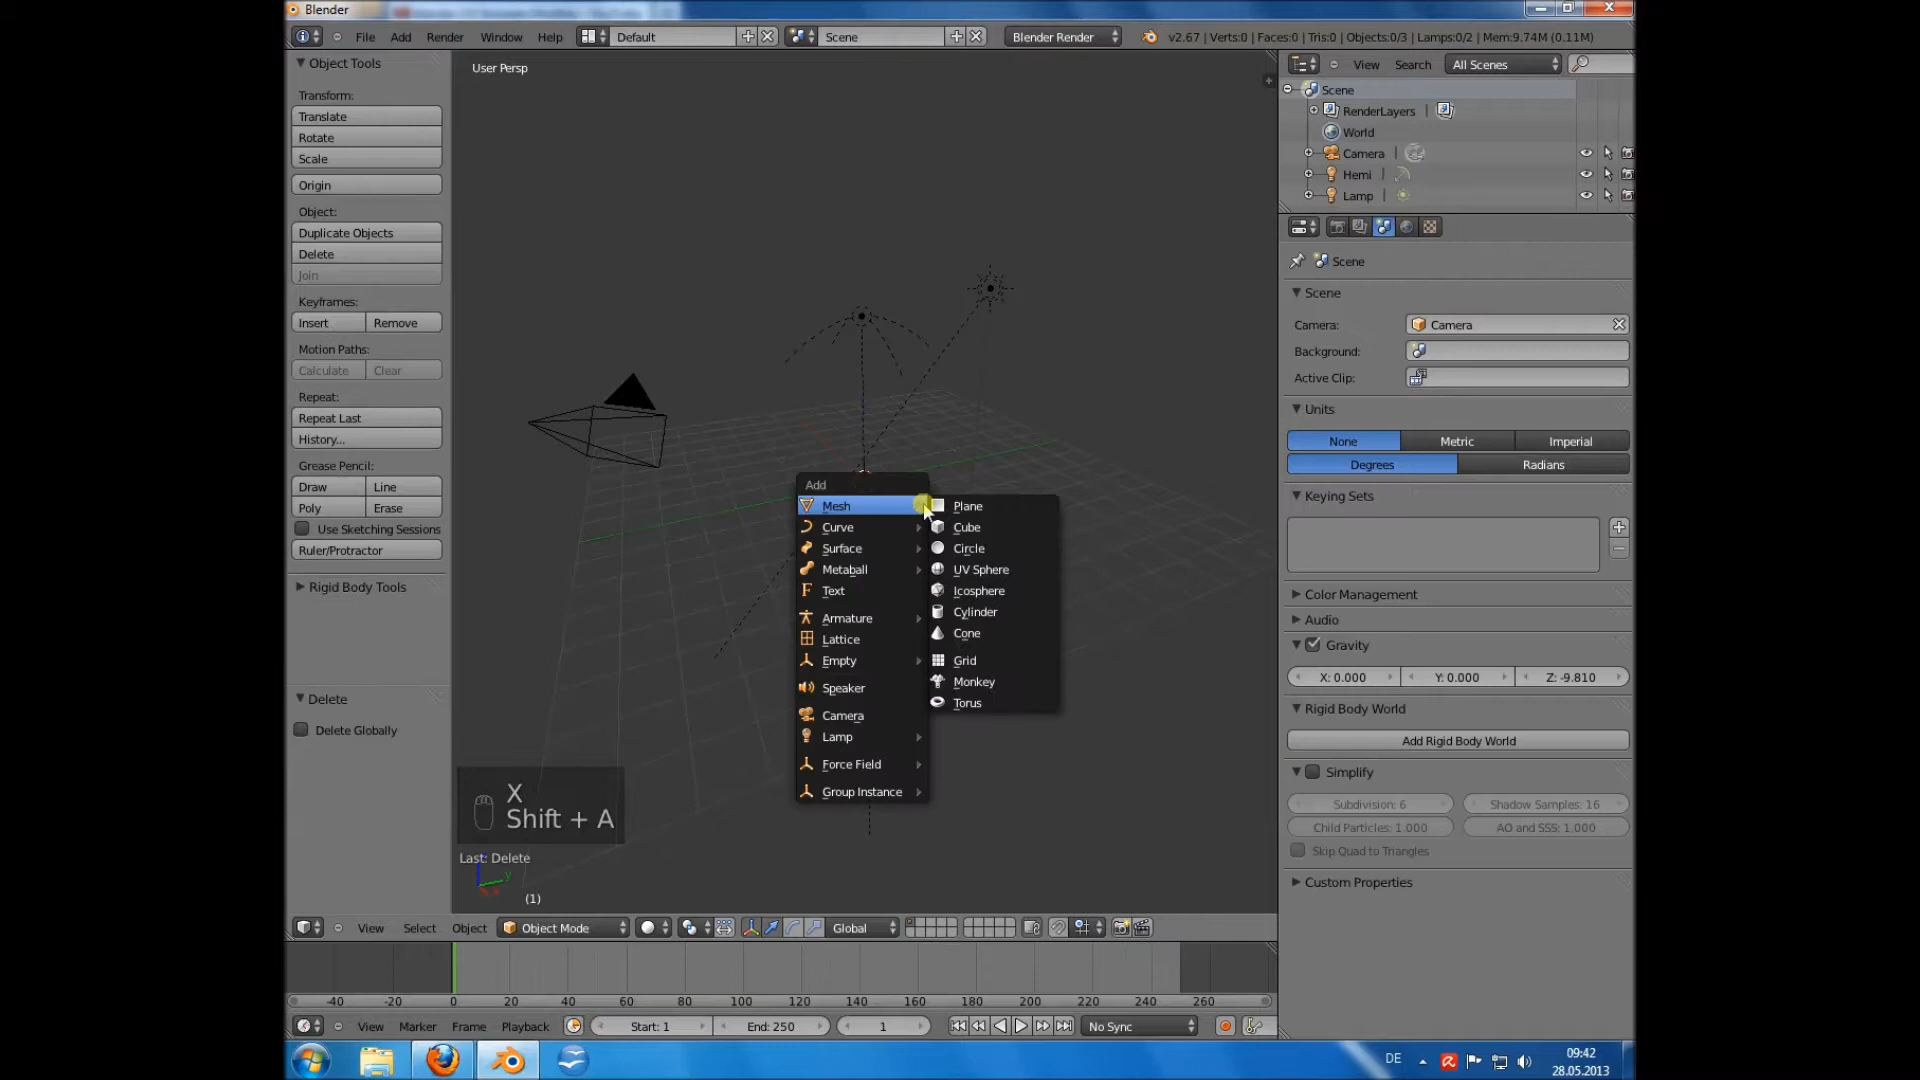 Blender
File Add Render Window Help Default Scene Blender Render v2.67 | Verts:0 | Faces:0 | Tris:0 | Objects:0/3 | Lamps:0/2 | Mem:9.74M (0.11M)
Object Tools
Transform:
Translate
Rotate
Scale
Origin
Object:
Duplicate Objects
Delete
Join
Keyframes:
Insert Remove
Motion Paths:
Calculate Clear
Repeat:
Repeat Last
History...
Grease Pencil:
Draw Line
Poly Erase
Use Sketching Sessions
Ruler/Protractor
Rigid Body Tools
Delete
Delete Globally
User Persp
Add
Mesh
Curve
Surface
Metaball
Text
Armature
Lattice
Empty
Speaker
Camera
Lamp
Force Field
Group Instance
Plane
Cube
Circle
UV Sphere
Icosphere
Cylinder
Cone
Grid
Monkey
Torus
X
Shift + A
Last: Delete
y
(1)
View Select Object Object Mode Global
-40 -20 0 20 40 60 80 100 120 140 160 180 200 220 240 260
View Marker Frame Playback Start: 1 End: 250 1 No Sync
View Search All Scenes
Scene
RenderLayers |
World
Camera |
Hemi |
Lamp |
Scene
Scene
Camera: Camera
Background:
Active Clip:
Units
None Metric Imperial
Degrees Radians
Keying Sets
Color Management
Audio
Gravity
X: 0.000 Y: 0.000 Z: -9.810
Rigid Body World
Add Rigid Body World
Simplify
Subdivision: 6 Shadow Samples: 16
Child Particles: 1.000 AO and SSS: 1.000
Skip Quad to Triangles
Custom Properties
DE 09:42
28.05.2013